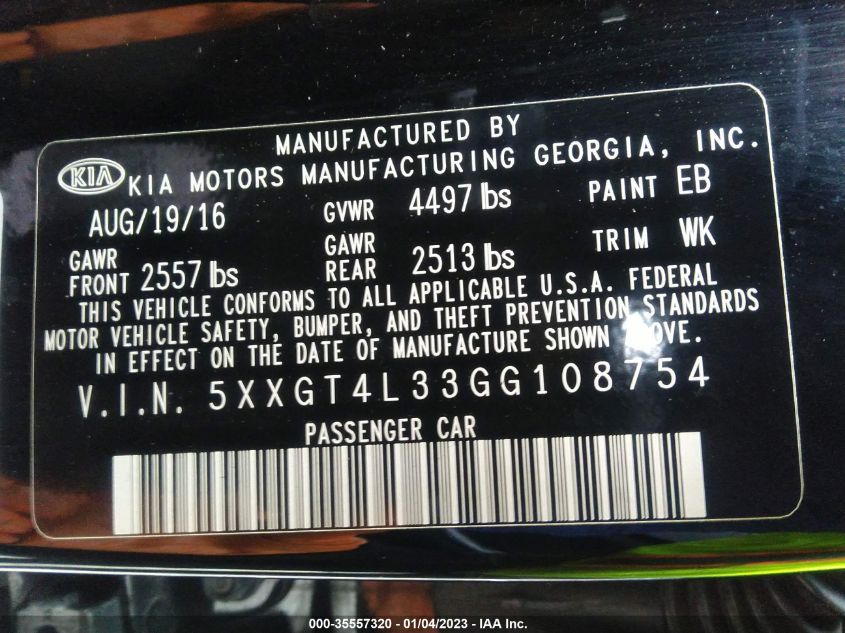 MANUFACTURED BY
KIA KIA MOTORS MANUFACTURING GEORGIA, INC.
AUG/19/16 GVWR 4497 lbs PAINT EB
GAWR FRONT 2557 lbs GAWR REAR 2513 lbs TRIM WK
THIS VEHICLE CONFORMS TO ALL APPLICABLE U.S.A. FEDERAL
MOTOR VEHICLE SAFETY, BUMPER, AND THEFT PREVENTION STANDARDS
IN EFFECT ON THE DATE OF MANUFACTURE SHOWN ABOVE.
V.I.N. 5XXGT4L33GG108754
PASSENGER CAR
000-35557320 - 01/04/2023 - IAA Inc.